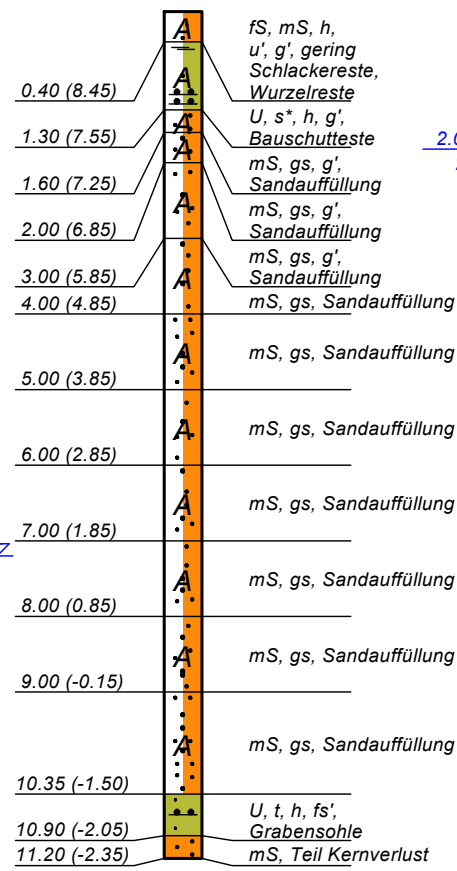 A
fS, mS, h,
u', g', gering
Schlackereste,
Wurzelreste
0.40 (8.45)
A
U, s*, h, g',
Bauschutteste
1.30 (7.55)
A
mS, gs, g',
Sandauffüllung
1.60 (7.25)
A
mS, gs, g',
Sandauffüllung
2.00 (6.85)
A
mS, gs, g',
Sandauffüllung
3.00 (5.85)
A
mS, gs, Sandauffüllung
4.00 (4.85)
A
mS, gs, Sandauffüllung
5.00 (3.85)
A
mS, gs, Sandauffüllung
6.00 (2.85)
A
mS, gs, Sandauffüllung
7.00 (1.85)
A
mS, gs, Sandauffüllung
8.00 (0.85)
A
mS, gs, Sandauffüllung
9.00 (-0.15)
A
mS, gs, Sandauffüllung
10.35 (-1.50)
U, t, h, fs',
Grabensohle
10.90 (-2.05)
mS, Teil Kernverlust
11.20 (-2.35)